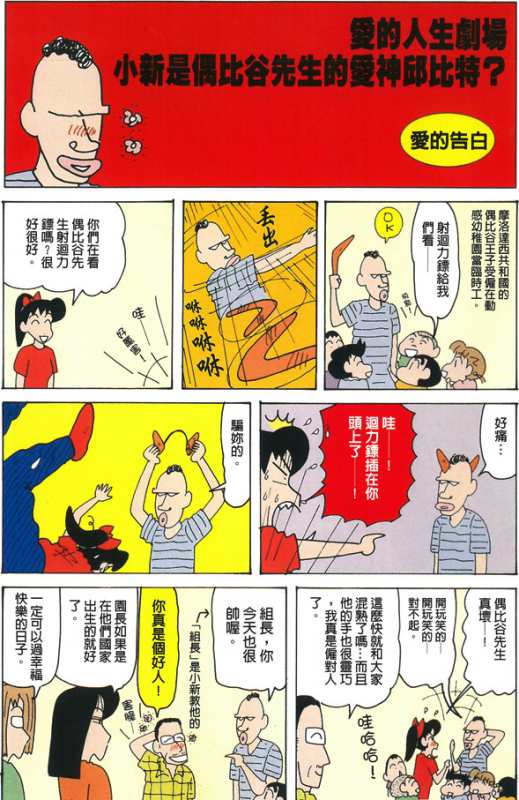 愛的人生劇場
小新是偶比谷先生的愛神邱比特？
愛的告白
摩洛達西共和國的
偶比谷王子受僱在動
感幼稚園當臨時工。
射迴力鏢給我
們看——
OK
丟出
咻咻咻咻
咻咻
你們在看
偶比谷先
生射迴力
鏢嗎？很
好很好。
哇
好厲害！
好痛…
哇——！
迴力鏢插在你
頭上了——！
騙妳的。
偶比谷先生
真壞——！
開玩笑的——
開玩笑的——
對不起。
這麼快就和大家
混熟了嗎…而且
他的手也很靈巧
，我真是僱對人
了。
哇哈哈！
組長，你
今天也很
帥喔。
「組長」是小新教他的
你真是個好人！
害臊
園長如果是
在他們國家
出生的就好
了。
一定可以過幸福
快樂的日子。